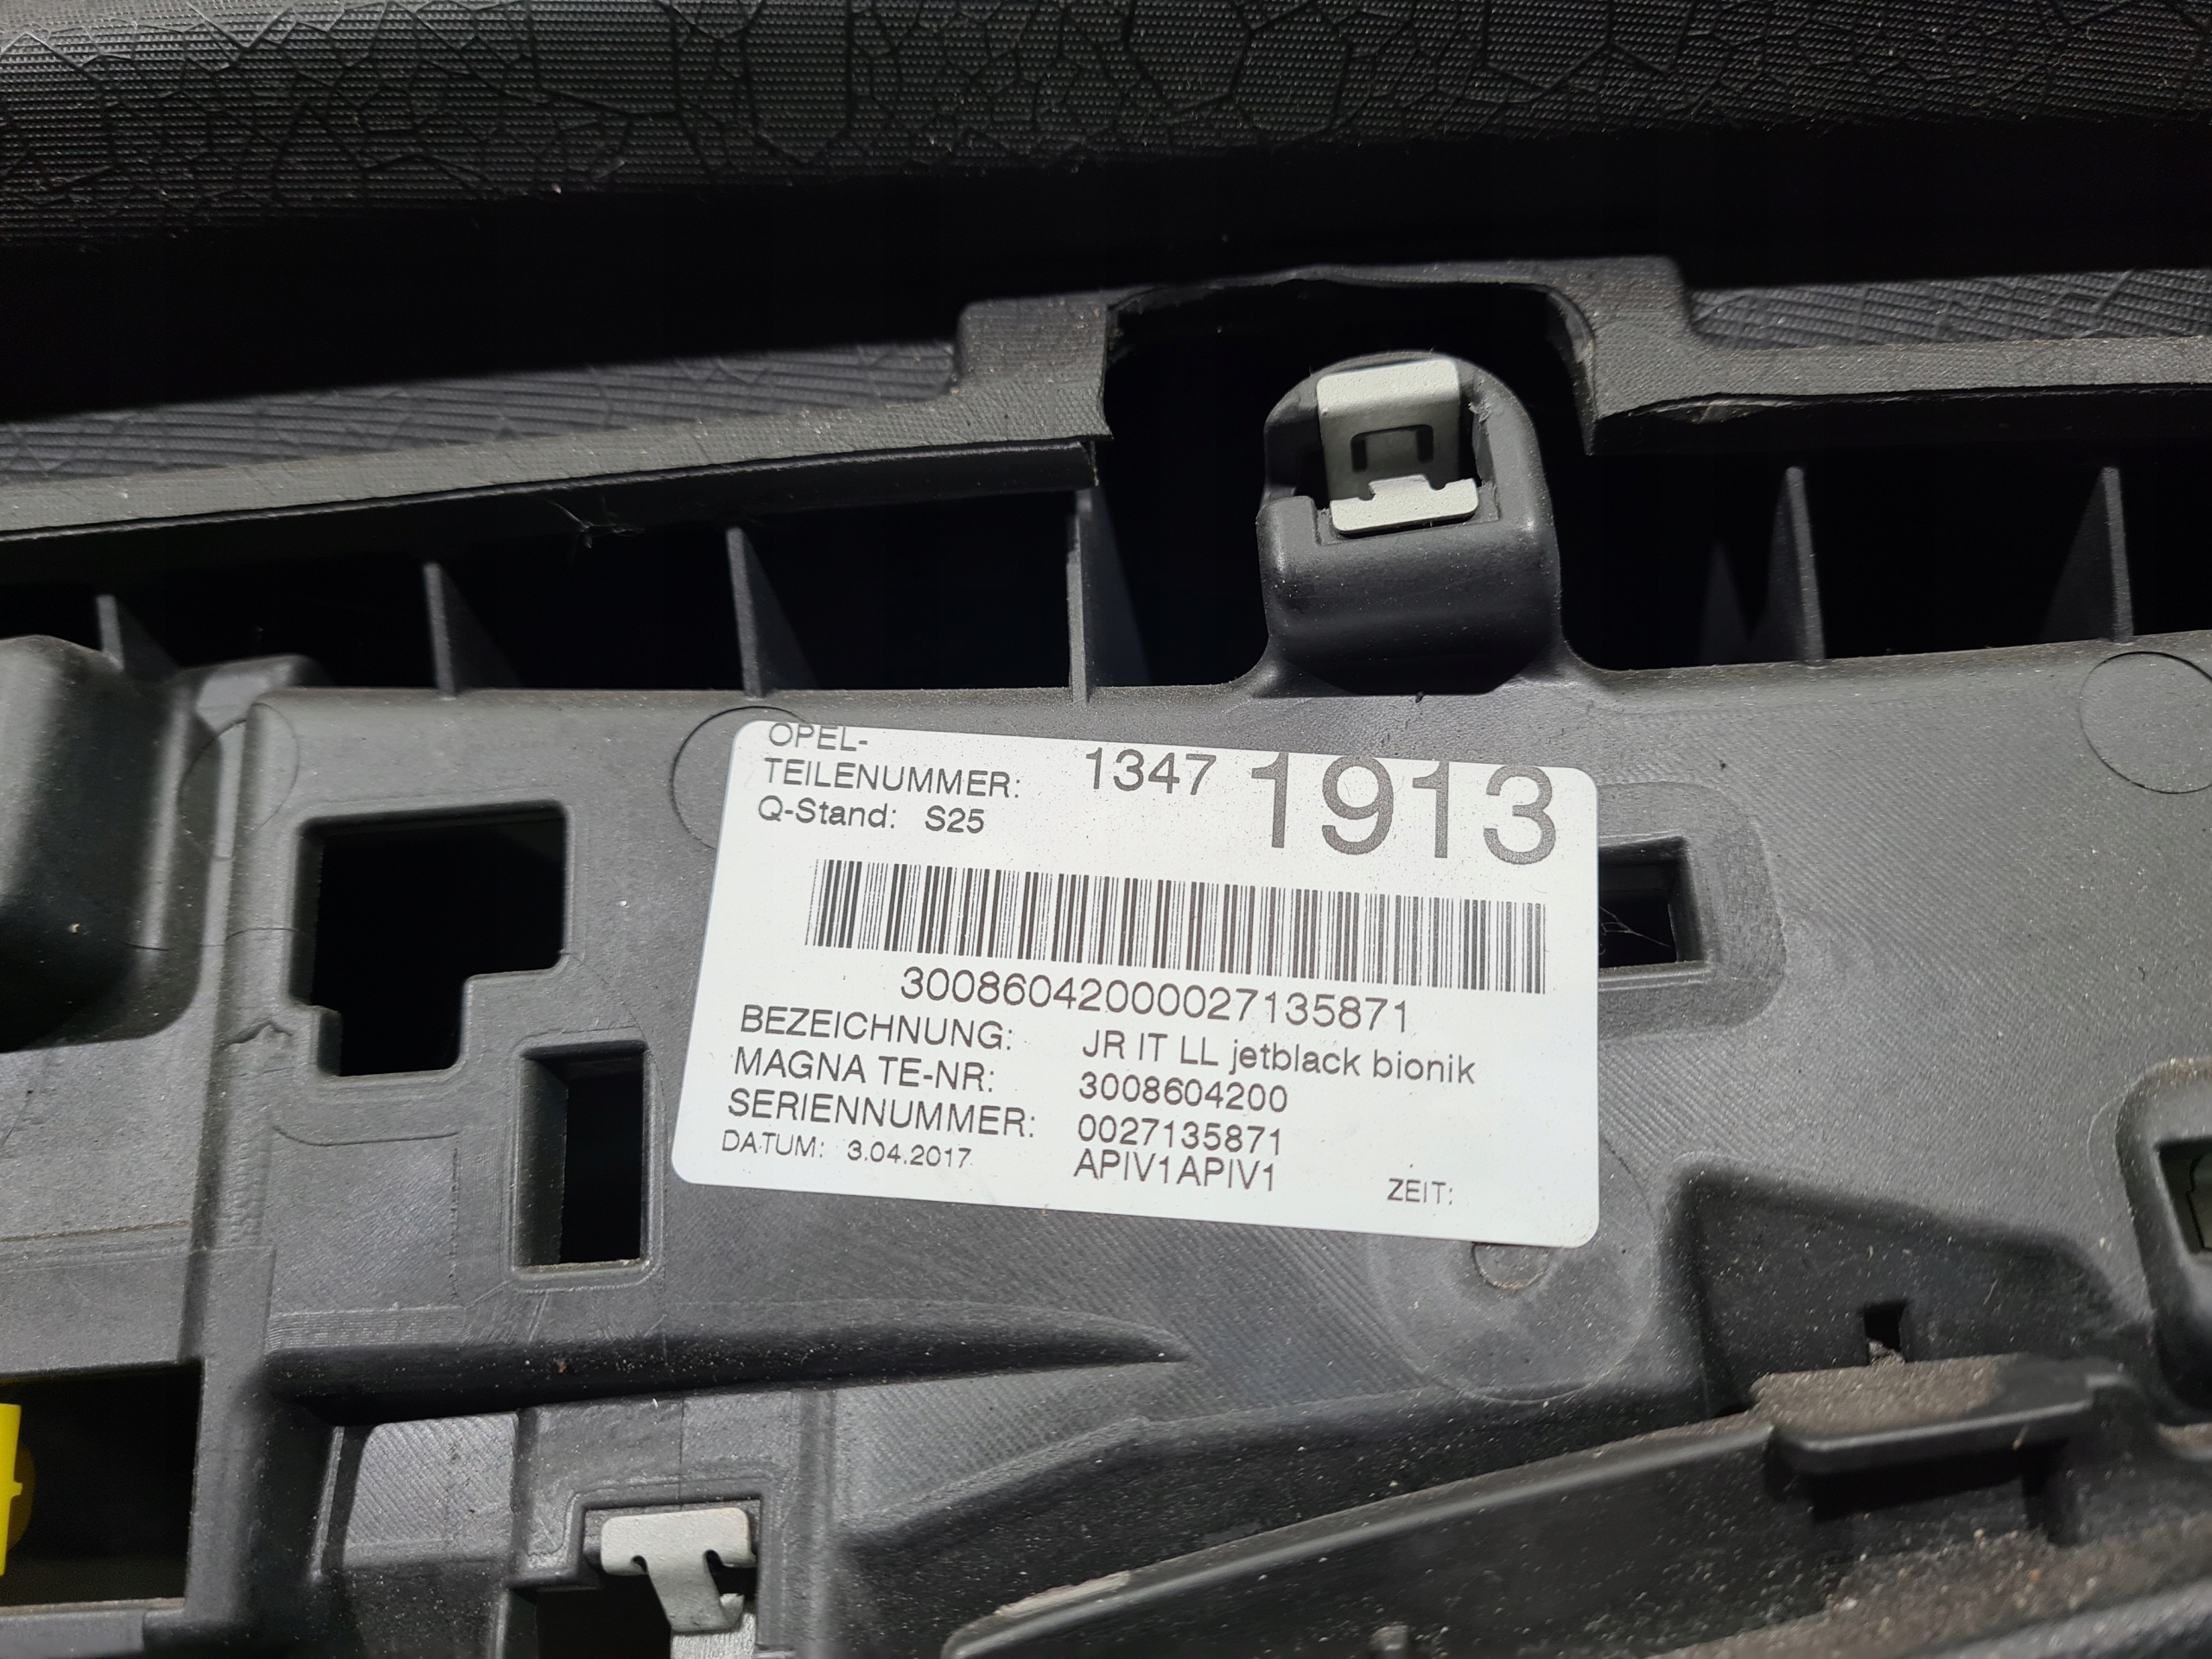 OPEL-
TEILENUMMER: 1347 1913
Q-Stand: S25
30086042000027135871
BEZEICHNUNG: JR IT LL jetblack bionik
MAGNA TE-NR: 3008604200
SERIENNUMMER: 0027135871
DATUM: 3.04.2017 APIV1APIV1 ZEIT: